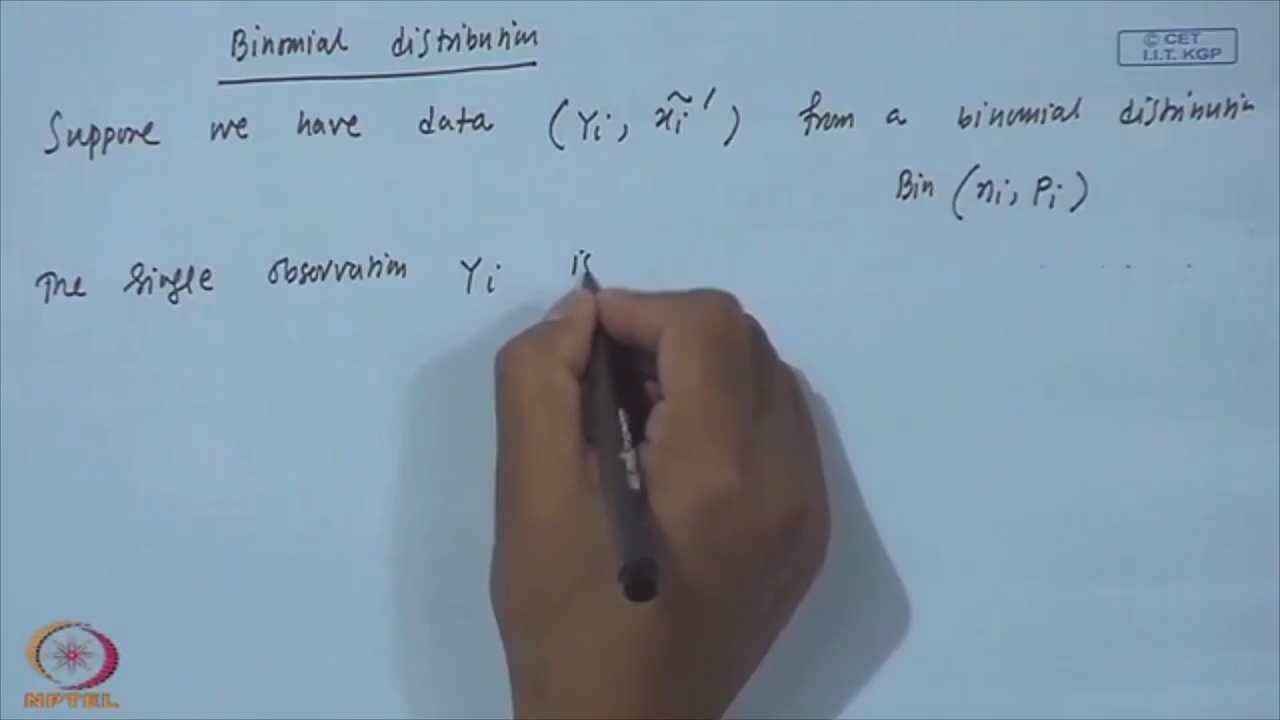 Binomial distribution
© CET
I.I.T. KGP
Suppose we have data (Yi, x̃i′) from a binomial distribution
Bin (ni, Pi)
The single observation Yi is
NPTEL